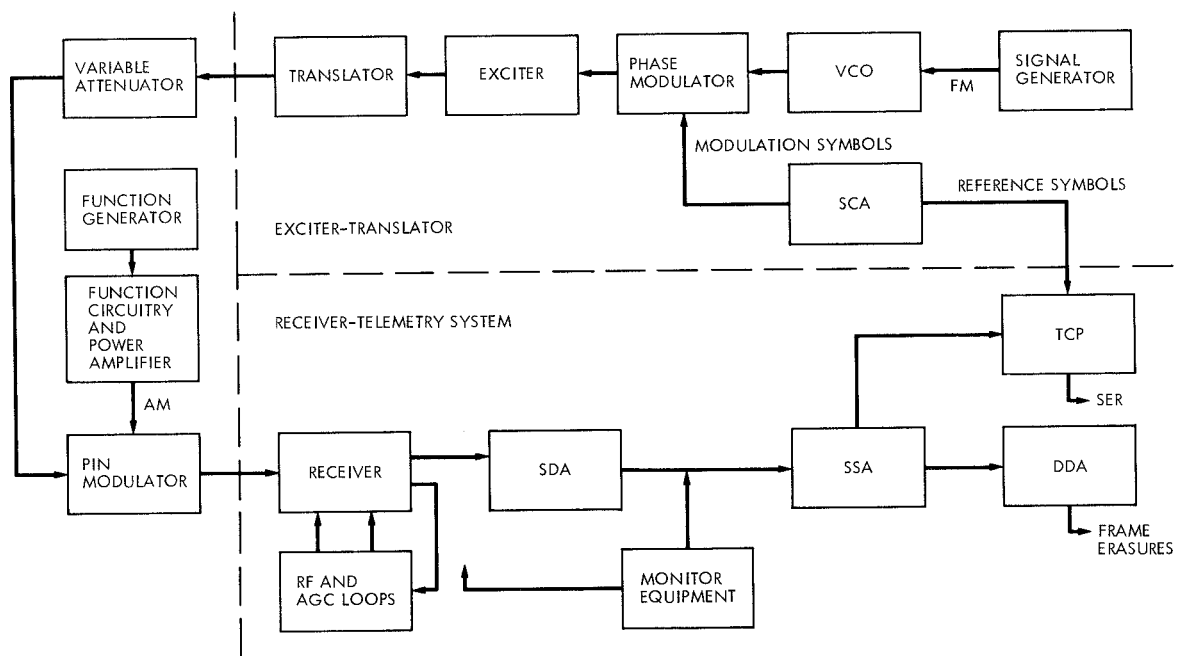 VARIABLE
ATTENUATOR
TRANSLATOR
EXCITER
PHASE
MODULATOR
VCO
FM
SIGNAL
GENERATOR
MODULATION SYMBOLS
FUNCTION
GENERATOR
SCA
REFERENCE SYMBOLS
EXCITER-TRANSLATOR
FUNCTION
CIRCUITRY
AND
POWER
AMPLIFIER
RECEIVER-TELEMETRY SYSTEM
TCP
AM
SER
PIN
MODULATOR
RECEIVER
SDA
SSA
DDA
FRAME
ERASURES
RF AND
AGC LOOPS
MONITOR
EQUIPMENT